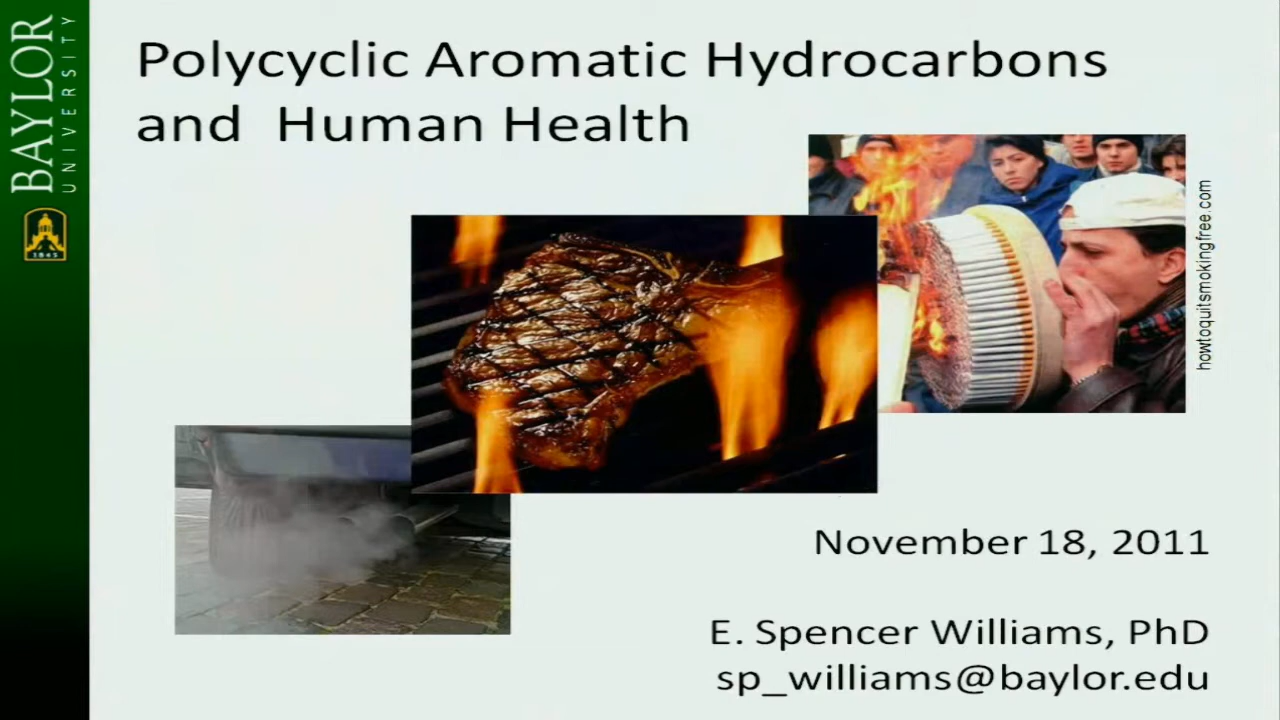 BAYLOR
UNIVERSITY
1845
Polycyclic Aromatic Hydrocarbons
and Human Health
howtoquitsmokingfree.com
November 18, 2011
E. Spencer Williams, PhD
sp_williams@baylor.edu